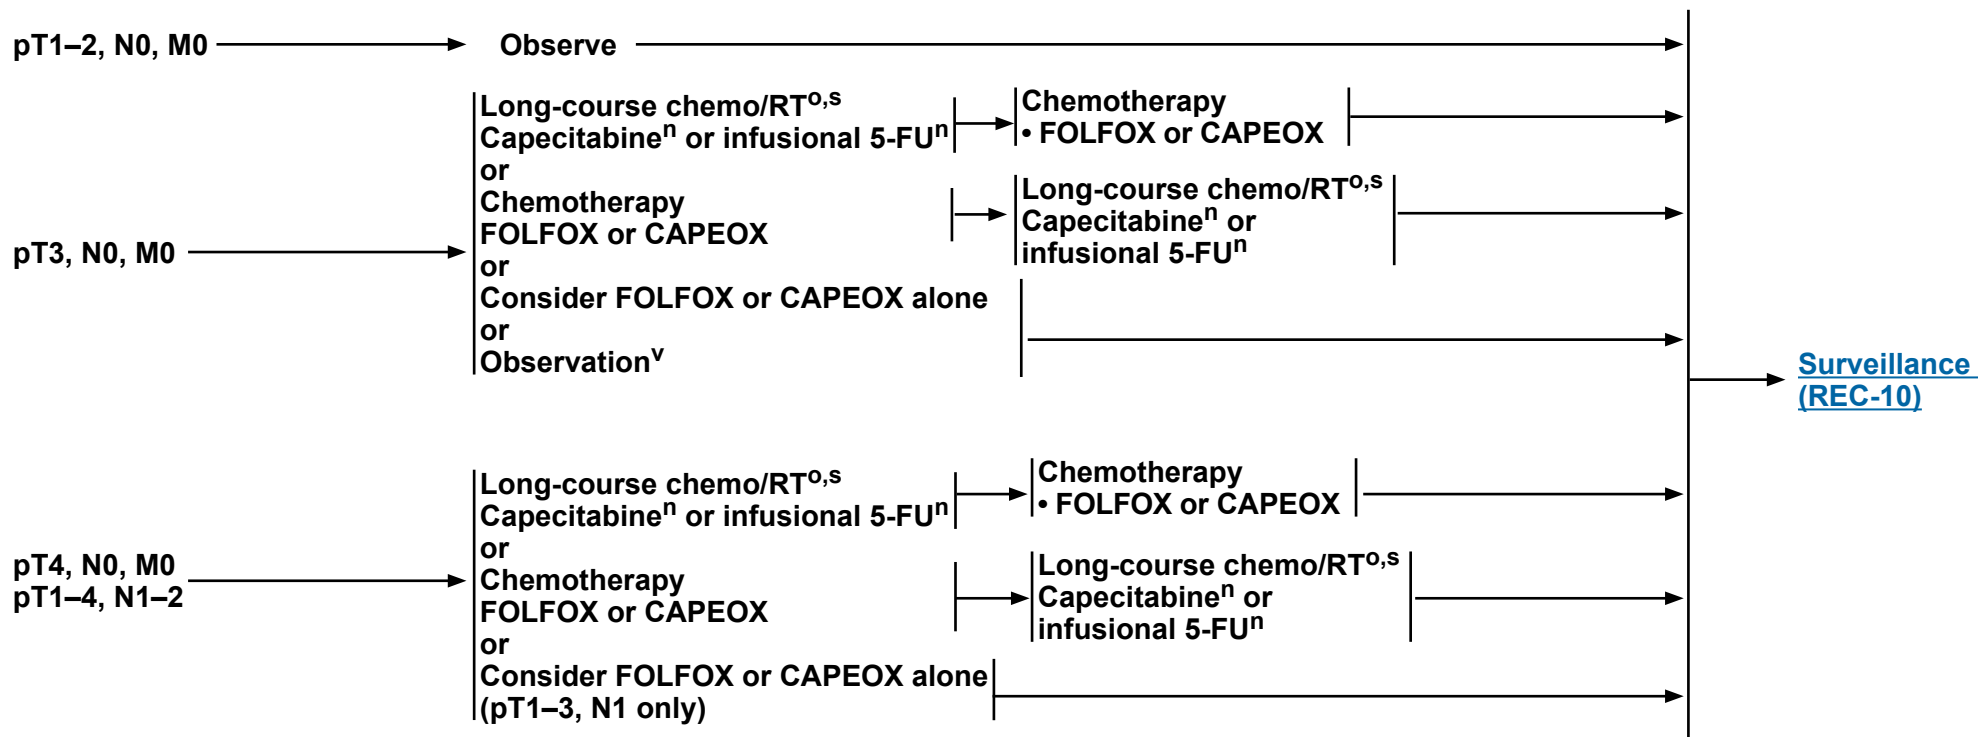 pT1–2, N0, M0
Observe
pT3, N0, M0
Long-course chemo/RTo,s
Capecitabinen or infusional 5-FUn
or
Chemotherapy
FOLFOX or CAPEOX
or
Consider FOLFOX or CAPEOX alone
or
Observationv
Chemotherapy
• FOLFOX or CAPEOX
Long-course chemo/RTo,s
Capecitabinen or
infusional 5-FUn
pT4, N0, M0
pT1–4, N1–2
Long-course chemo/RTo,s
Capecitabinen or infusional 5-FUn
or
Chemotherapy
FOLFOX or CAPEOX
or
Consider FOLFOX or CAPEOX alone
(pT1–3, N1 only)
Chemotherapy
• FOLFOX or CAPEOX
Long-course chemo/RTo,s
Capecitabinen or
infusional 5-FUn
Surveillance
(REC-10)